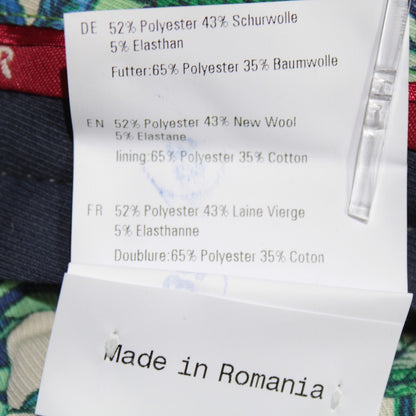 DE 52% Polyester 43% Schurwolle
5% Elasthan
Futter:65% Polyester 35% Baumwolle
EN 52% Polyester 43% New Wool
5% Elastane
lining:65% Polyester 35% Cotton
FR 52% Polyester 43% Laine Vierge
5% Elasthanne
Doublure:65% Polyester 35% Coton
Made in Romania